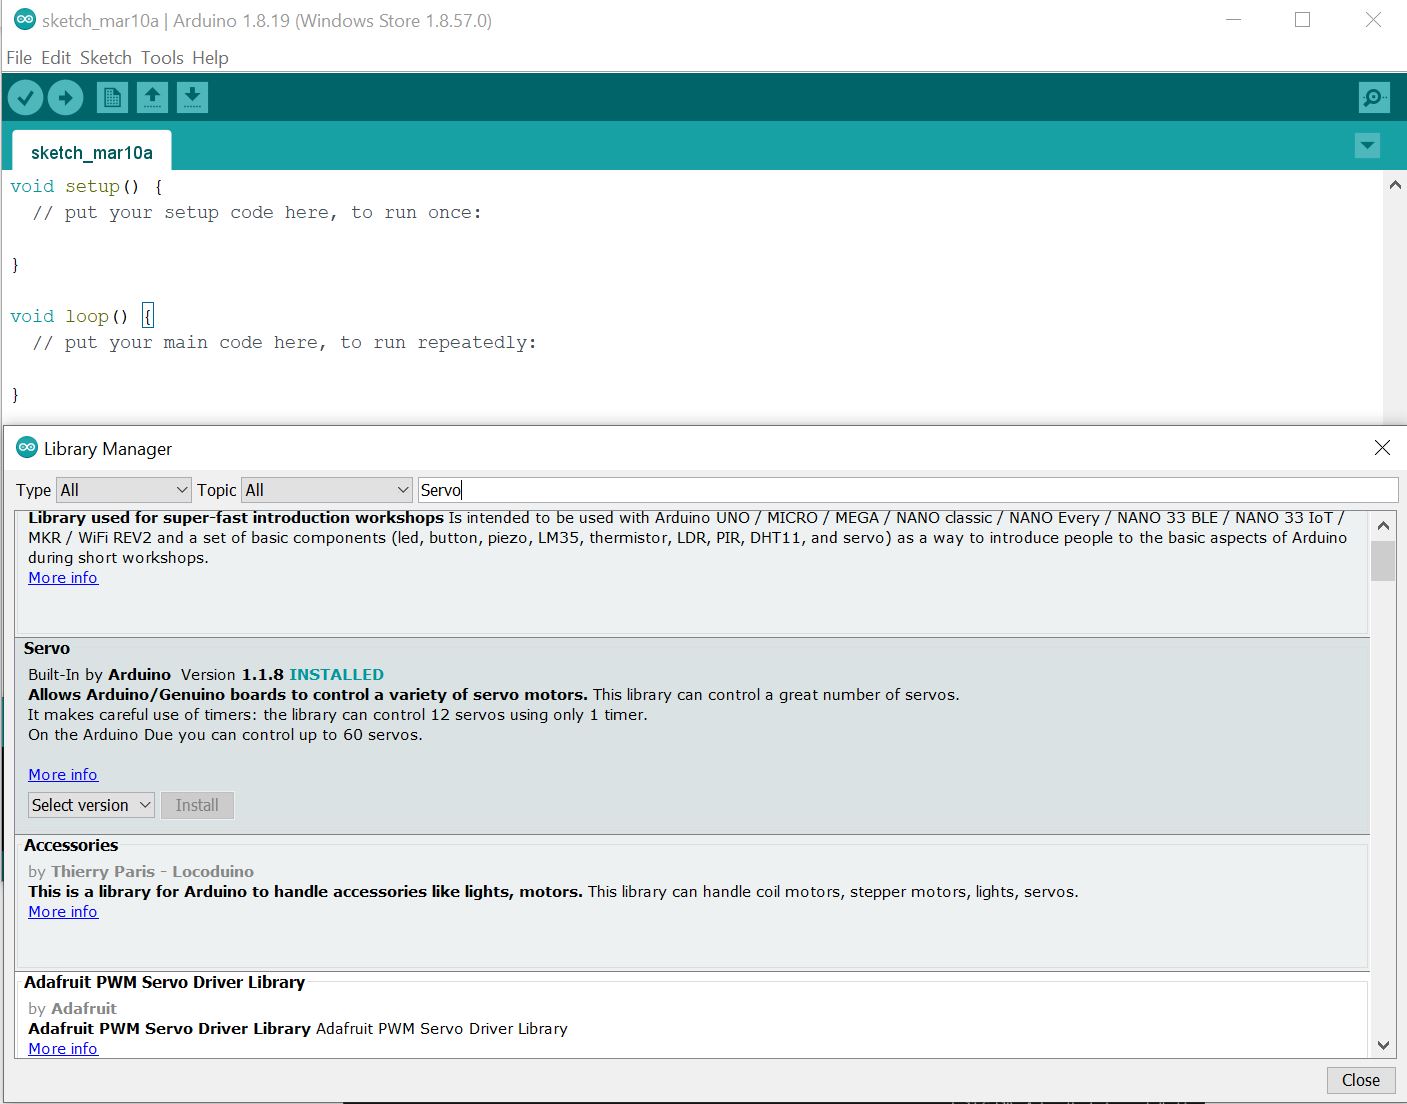 sketch_mar10a | Arduino 1.8.19 (Windows Store 1.8.57.0)
File Edit Sketch Tools Help
sketch_mar10a
void setup() {
  // put your setup code here, to run once:
}
void loop() {
  // put your main code here, to run repeatedly:
}
Library Manager
Type All Topic All Servo
Library used for super-fast introduction workshops Is intended to be used with Arduino UNO / MICRO / MEGA / NANO classic / NANO Every / NANO 33 BLE / NANO 33 IoT /
MKR / WiFi REV2 and a set of basic components (led, button, piezo, LM35, thermistor, LDR, PIR, DHT11, and servo) as a way to introduce people to the basic aspects of Arduino
during short workshops.
More info
Servo
Built-In by Arduino Version 1.1.8 INSTALLED
Allows Arduino/Genuino boards to control a variety of servo motors. This library can control a great number of servos.
It makes careful use of timers: the library can control 12 servos using only 1 timer.
On the Arduino Due you can control up to 60 servos.
More info
Select version Install
Accessories
by Thierry Paris - Locoduino
This is a library for Arduino to handle accessories like lights, motors. This library can handle coil motors, stepper motors, lights, servos.
More info
Adafruit PWM Servo Driver Library
by Adafruit
Adafruit PWM Servo Driver Library Adafruit PWM Servo Driver Library
More info
Close